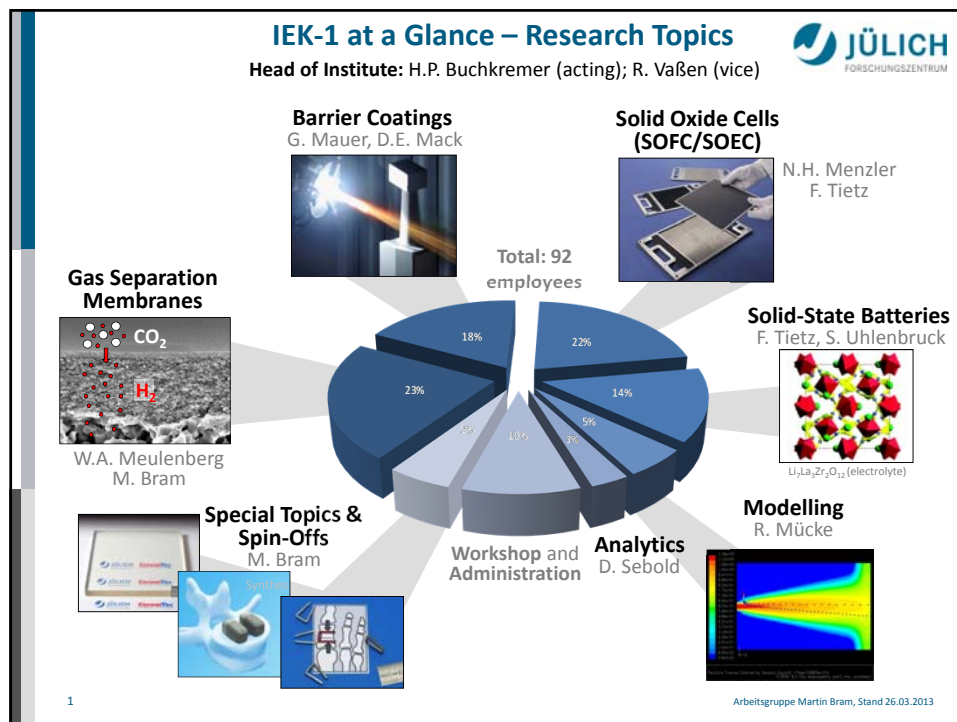 IEK-1 at a Glance – Research Topics
Head of Institute: H.P. Buchkremer (acting); R. Vaßen (vice)
JÜLICH
FORSCHUNGSZENTRUM
Barrier Coatings
G. Mauer, D.E. Mack
Solid Oxide Cells
(SOFC/SOEC)
N.H. Menzler
F. Tietz
Total: 92
employees
Gas Separation
Membranes
CO₂
H₂
W.A. Meulenberg
M. Bram
Solid-State Batteries
F. Tietz, S. Uhlenbruck
Li₇La₃Zr₂O₁₂ (electrolyte)
18%
22%
23%
14%
5%
3%
Modelling
R. Mücke
Special Topics &
Spin-Offs
M. Bram
Workshop and
Administration
Analytics
D. Sebold
JÜLICH
JÜLICH
1
Arbeitsgruppe Martin Bram, Stand 26.03.2013